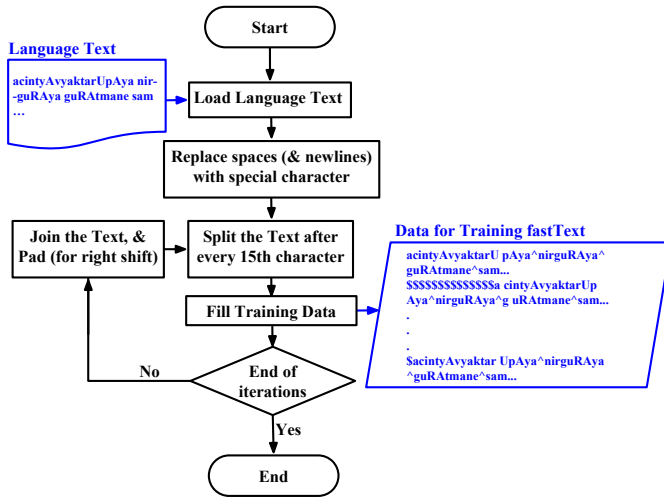 Start
Language Text
acintyAvyaktarUpAya nir-
-guRAya guRAtmane sam
...
Load Language Text
Replace spaces (& newlines)
with special character
Join the Text, &
Pad (for right shift)
Split the Text after
every 15th character
Data for Training fastText
acintyAvyaktarU pAya^nirguRAya^
guRAtmane^sam...
$$$$$$$$$$$$$$a cintyAvyaktarUp
Aya^nirguRAya^g uRAtmane^sam...
.
.
.
$acintyAvyaktar UpAya^nirguRAya
^guRAtmane^sam...
Fill Training Data
No
End of
iterations
Yes
End